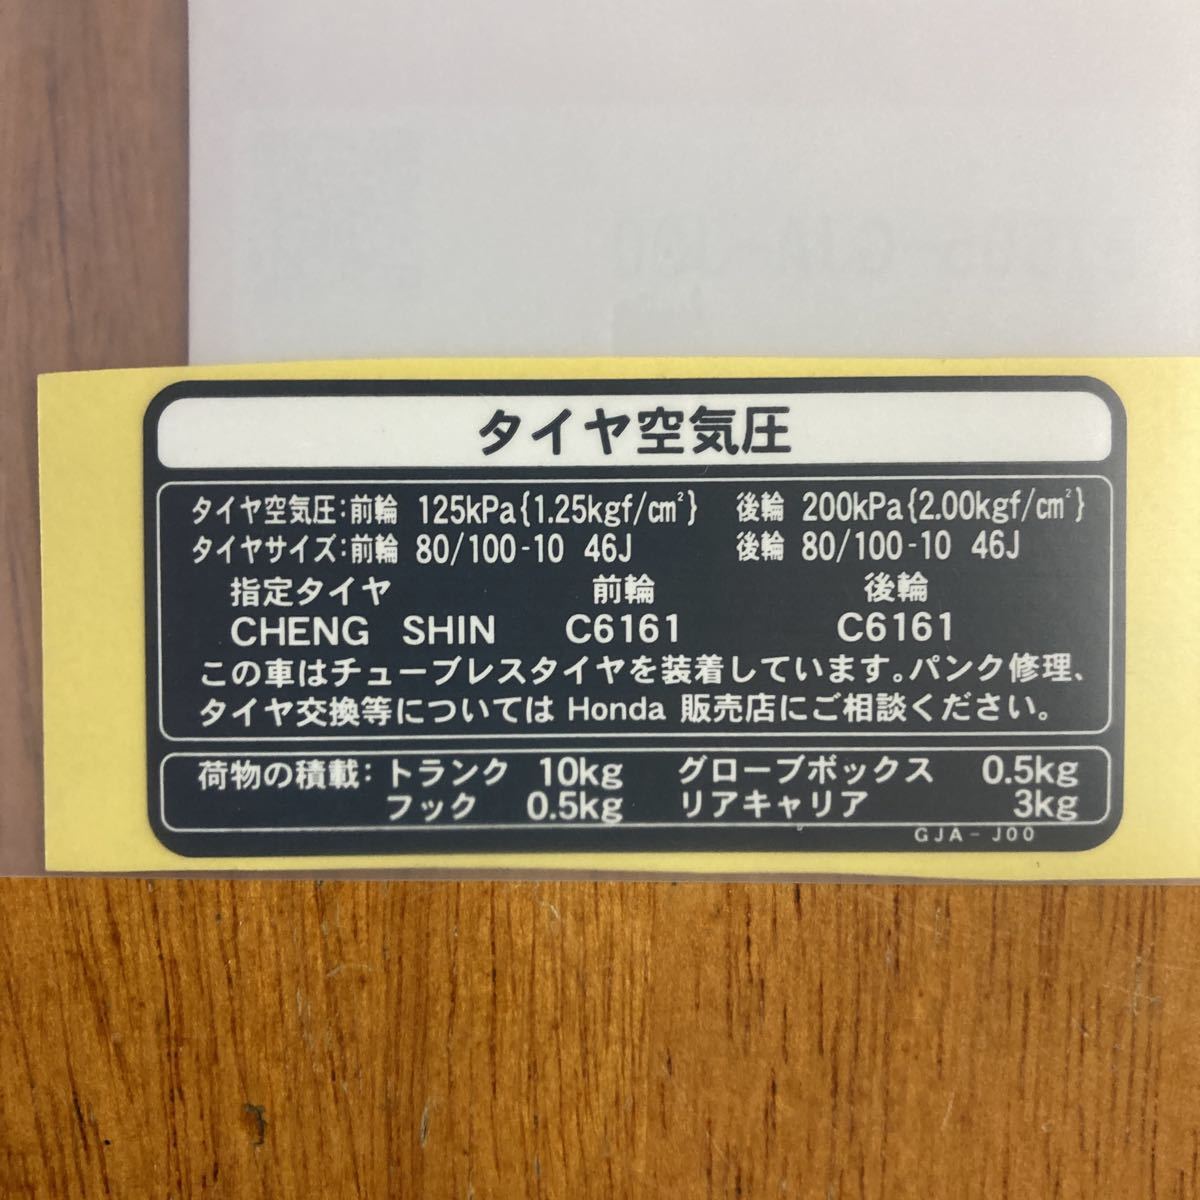 タイヤ空気圧
タイヤ空気圧：前輪 125kPa{1.25kgf/c㎡} 後輪 200kPa{2.00kgf/c㎡}
タイヤサイズ：前輪 80/100-10 46J 後輪 80/100-10 46J
指定タイヤ 前輪 後輪
CHENG SHIN C6161 C6161
この車はチューブレスタイヤを装着しています。パンク修理、
タイヤ交換等については Honda 販売店にご相談ください。
荷物の積載：トランク 10kg グローブボックス 0.5kg
フック 0.5kg リアキャリア 3kg
GJA-J00